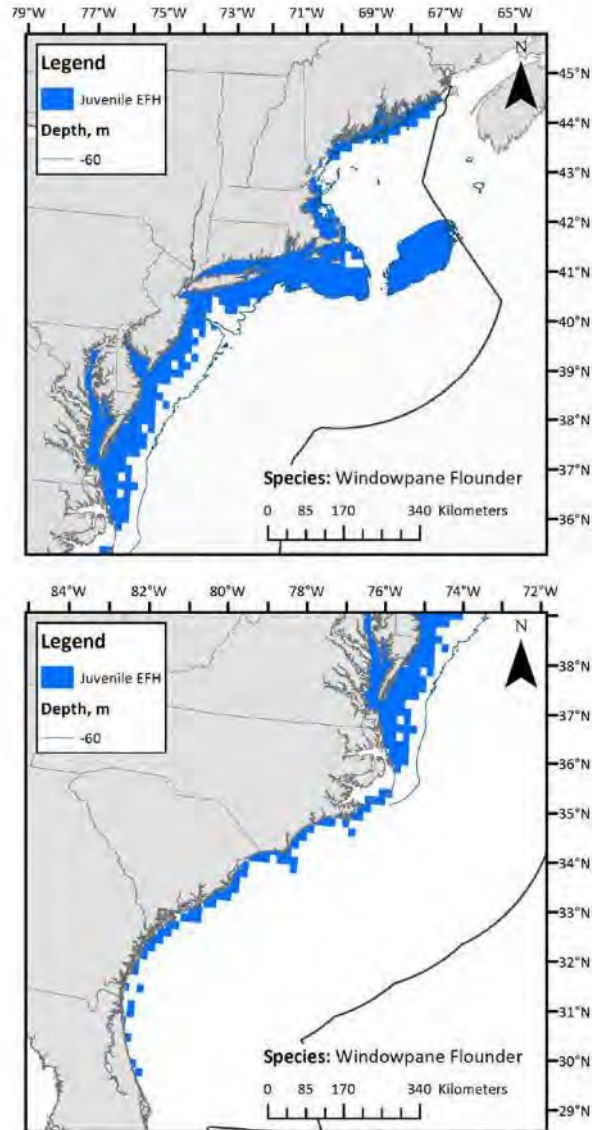 79°W 77°W 75°W 73°W 71°W 69°W 67°W 65°W
N
Legend
Juvenile EFH
Depth, m
-60
45°N
44°N
43°N
42°N
41°N
40°N
39°N
38°N
37°N
36°N
Species: Windowpane Flounder
0 85 170 340 Kilometers
84°W 82°W 80°W 78°W 76°W 74°W 72°W
N
Legend
Juvenile EFH
Depth, m
-60
38°N
37°N
36°N
35°N
34°N
33°N
32°N
31°N
30°N
29°N
Species: Windowpane Flounder
0 85 170 340 Kilometers